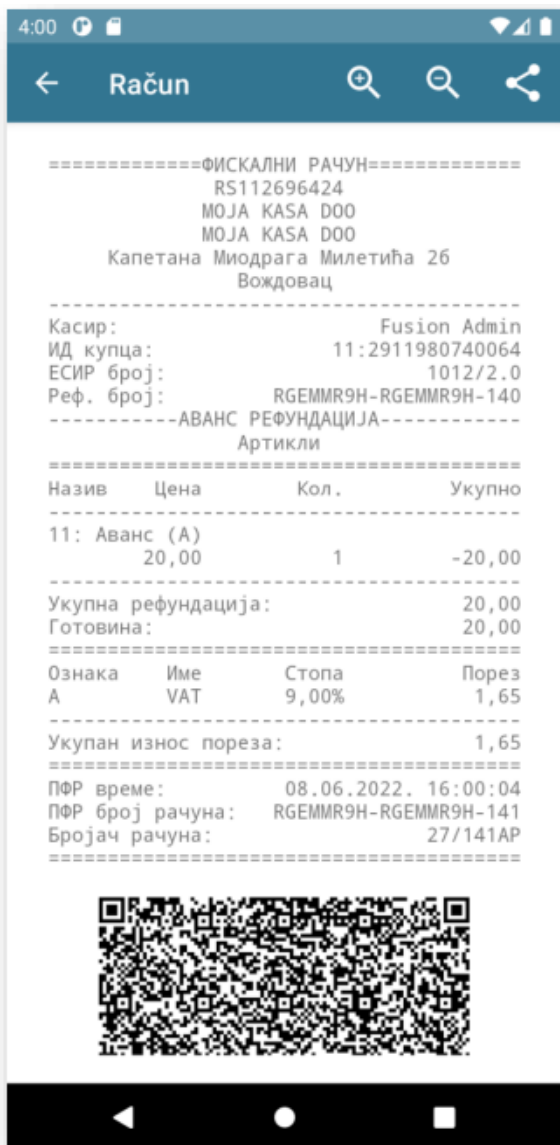 4:00
Račun
=============ФИСКАЛНИ РАЧУН=============
RS112696424
MOJA KASA DOO
MOJA KASA DOO
Капетана Миодрага Милетића 26
Вождовац
----------------------------------------
Касир: Fusion Admin
ИД купца: 11:2911980740064
ЕСИР број: 1012/2.0
Реф. број: RGEMMR9H-RGEMMR9H-140
-----------АВАНС РЕФУНДАЦИЈА------------
Артикли
========================================
Назив Цена Кол. Укупно
----------------------------------------
11: Аванс (А)
20,00 1 -20,00
----------------------------------------
Укупна рефундација: 20,00
Готовина: 20,00
========================================
Ознака Име Стопа Порез
А VAT 9,00% 1,65
----------------------------------------
Укупан износ пореза: 1,65
========================================
ПФР време: 08.06.2022. 16:00:04
ПФР број рачуна: RGEMMR9H-RGEMMR9H-141
Бројач рачуна: 27/141АР
========================================